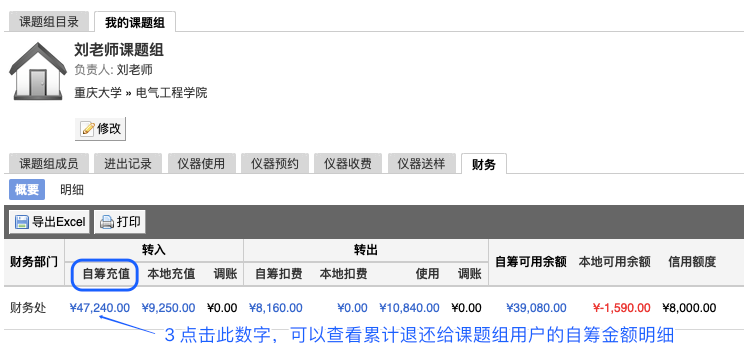 课题组目录 我的课题组
刘老师课题组
负责人: 刘老师
重庆大学 » 电气工程学院
修改
课题组成员 进出记录 仪器使用 仪器预约 仪器收费 仪器送样 财务
概要 明细
导出Excel 打印
财务部门 转入 转出 自筹可用余额 本地可用余额 信用额度
自筹充值 本地充值 调账 自筹扣费 本地扣费 使用 调账
财务处 ¥47,240.00 ¥9,250.00 ¥0.00 ¥8,160.00 ¥0.00 ¥10,840.00 ¥0.00 ¥39,080.00 ¥-1,590.00 ¥8,000.00
3 点击此数字，可以查看累计退还给课题组用户的自筹金额明细